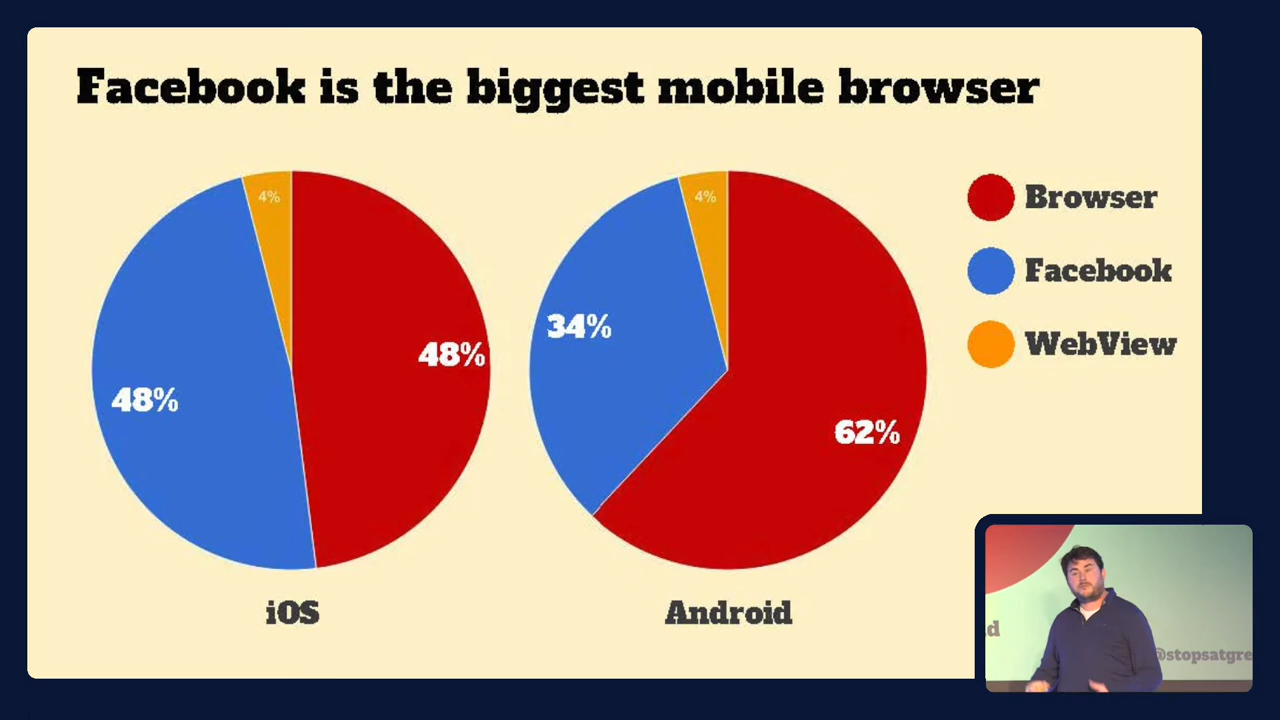 Facebook is the biggest mobile browser
4%
48%
48%
iOS
4%
34%
62%
Android
Browser
Facebook
WebView
d
@stopsatgre